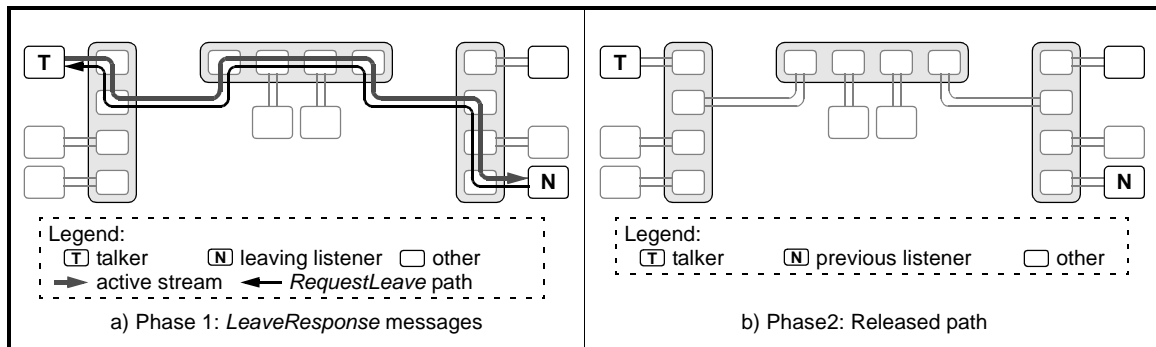 T
N
Legend:
T talker N leaving listener other
active stream RequestLeave path
a) Phase 1: LeaveResponse messages
T
N
Legend:
T talker N previous listener other
b) Phase2: Released path